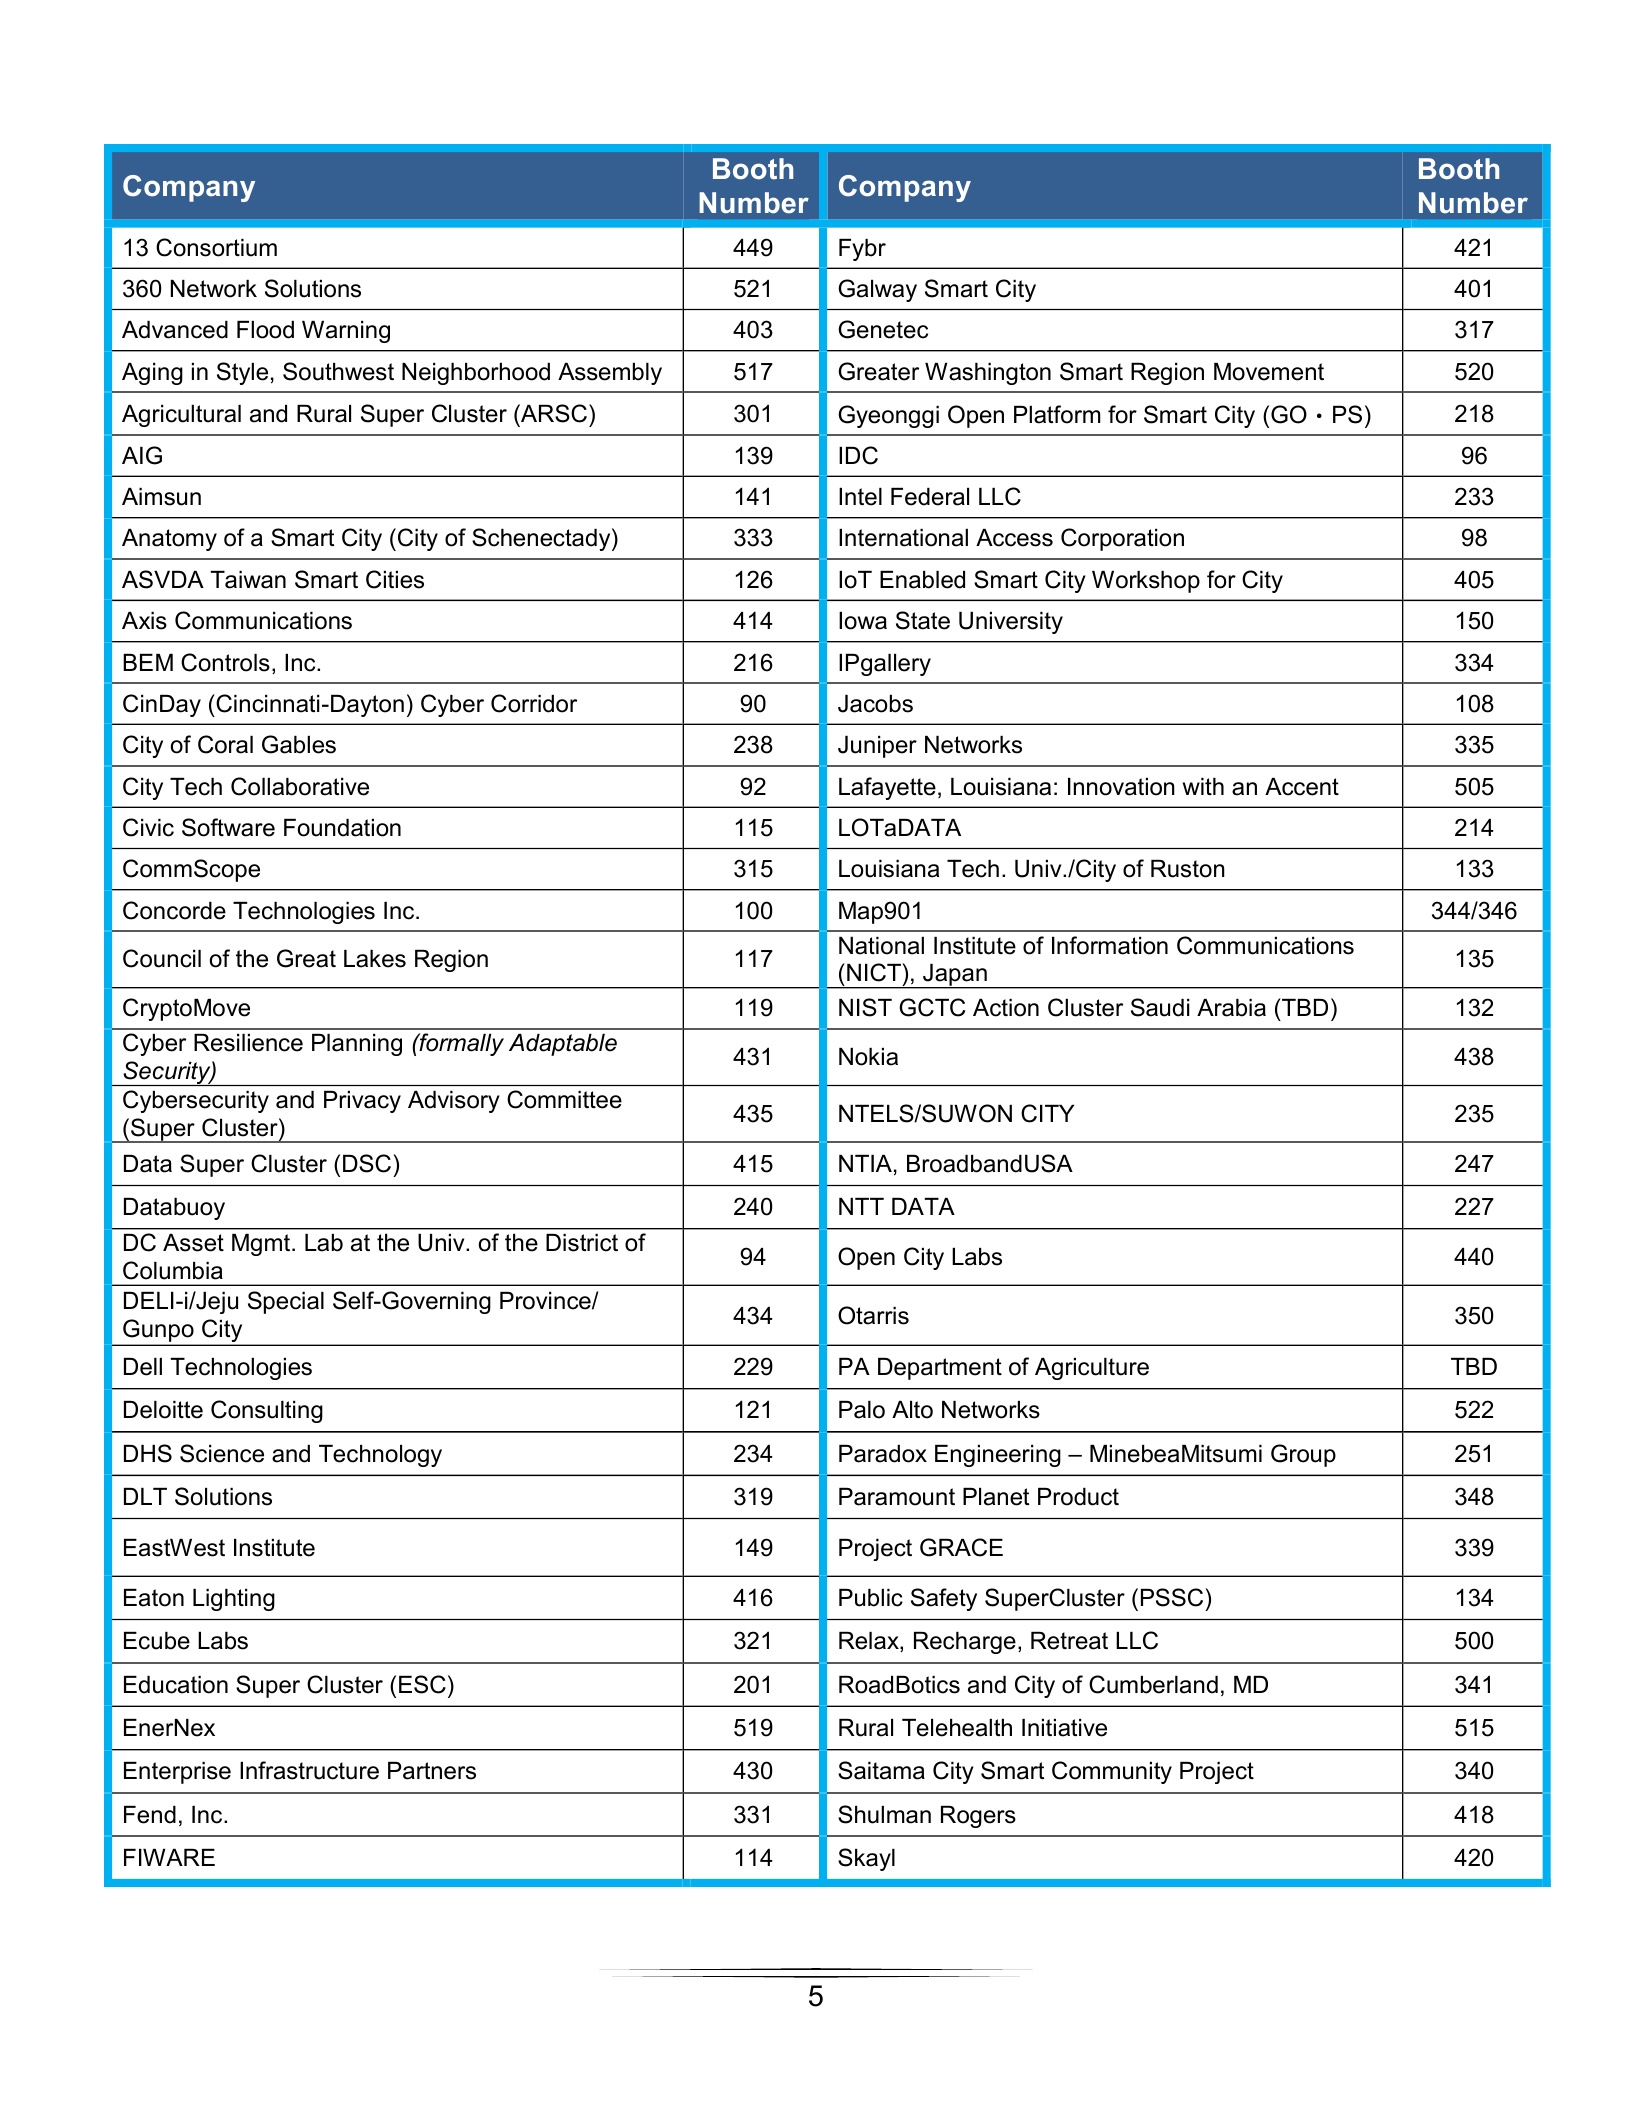 Company Booth Number Company Booth Number
13 Consortium 449 Fybr 421
360 Network Solutions 521 Galway Smart City 401
Advanced Flood Warning 403 Genetec 317
Aging in Style, Southwest Neighborhood Assembly 517 Greater Washington Smart Region Movement 520
Agricultural and Rural Super Cluster (ARSC) 301 Gyeonggi Open Platform for Smart City (GO・PS) 218
AIG 139 IDC 96
Aimsun 141 Intel Federal LLC 233
Anatomy of a Smart City (City of Schenectady) 333 International Access Corporation 98
ASVDA Taiwan Smart Cities 126 IoT Enabled Smart City Workshop for City 405
Axis Communications 414 Iowa State University 150
BEM Controls, Inc. 216 IPgallery 334
CinDay (Cincinnati-Dayton) Cyber Corridor 90 Jacobs 108
City of Coral Gables 238 Juniper Networks 335
City Tech Collaborative 92 Lafayette, Louisiana: Innovation with an Accent 505
Civic Software Foundation 115 LOTaDATA 214
CommScope 315 Louisiana Tech. Univ./City of Ruston 133
Concorde Technologies Inc. 100 Map901 344/346
Council of the Great Lakes Region 117 National Institute of Information Communications
(NICT), Japan 135
CryptoMove 119 NIST GCTC Action Cluster Saudi Arabia (TBD) 132
Cyber Resilience Planning (formally Adaptable
Security) 431 Nokia 438
Cybersecurity and Privacy Advisory Committee
(Super Cluster) 435 NTELS/SUWON CITY 235
Data Super Cluster (DSC) 415 NTIA, BroadbandUSA 247
Databuoy 240 NTT DATA 227
DC Asset Mgmt. Lab at the Univ. of the District of
Columbia 94 Open City Labs 440
DELI-i/Jeju Special Self-Governing Province/
Gunpo City 434 Otarris 350
Dell Technologies 229 PA Department of Agriculture TBD
Deloitte Consulting 121 Palo Alto Networks 522
DHS Science and Technology 234 Paradox Engineering – MinebeaMitsumi Group 251
DLT Solutions 319 Paramount Planet Product 348
EastWest Institute 149 Project GRACE 339
Eaton Lighting 416 Public Safety SuperCluster (PSSC) 134
Ecube Labs 321 Relax, Recharge, Retreat LLC 500
Education Super Cluster (ESC) 201 RoadBotics and City of Cumberland, MD 341
EnerNex 519 Rural Telehealth Initiative 515
Enterprise Infrastructure Partners 430 Saitama City Smart Community Project 340
Fend, Inc. 331 Shulman Rogers 418
FIWARE 114 Skayl 420
5